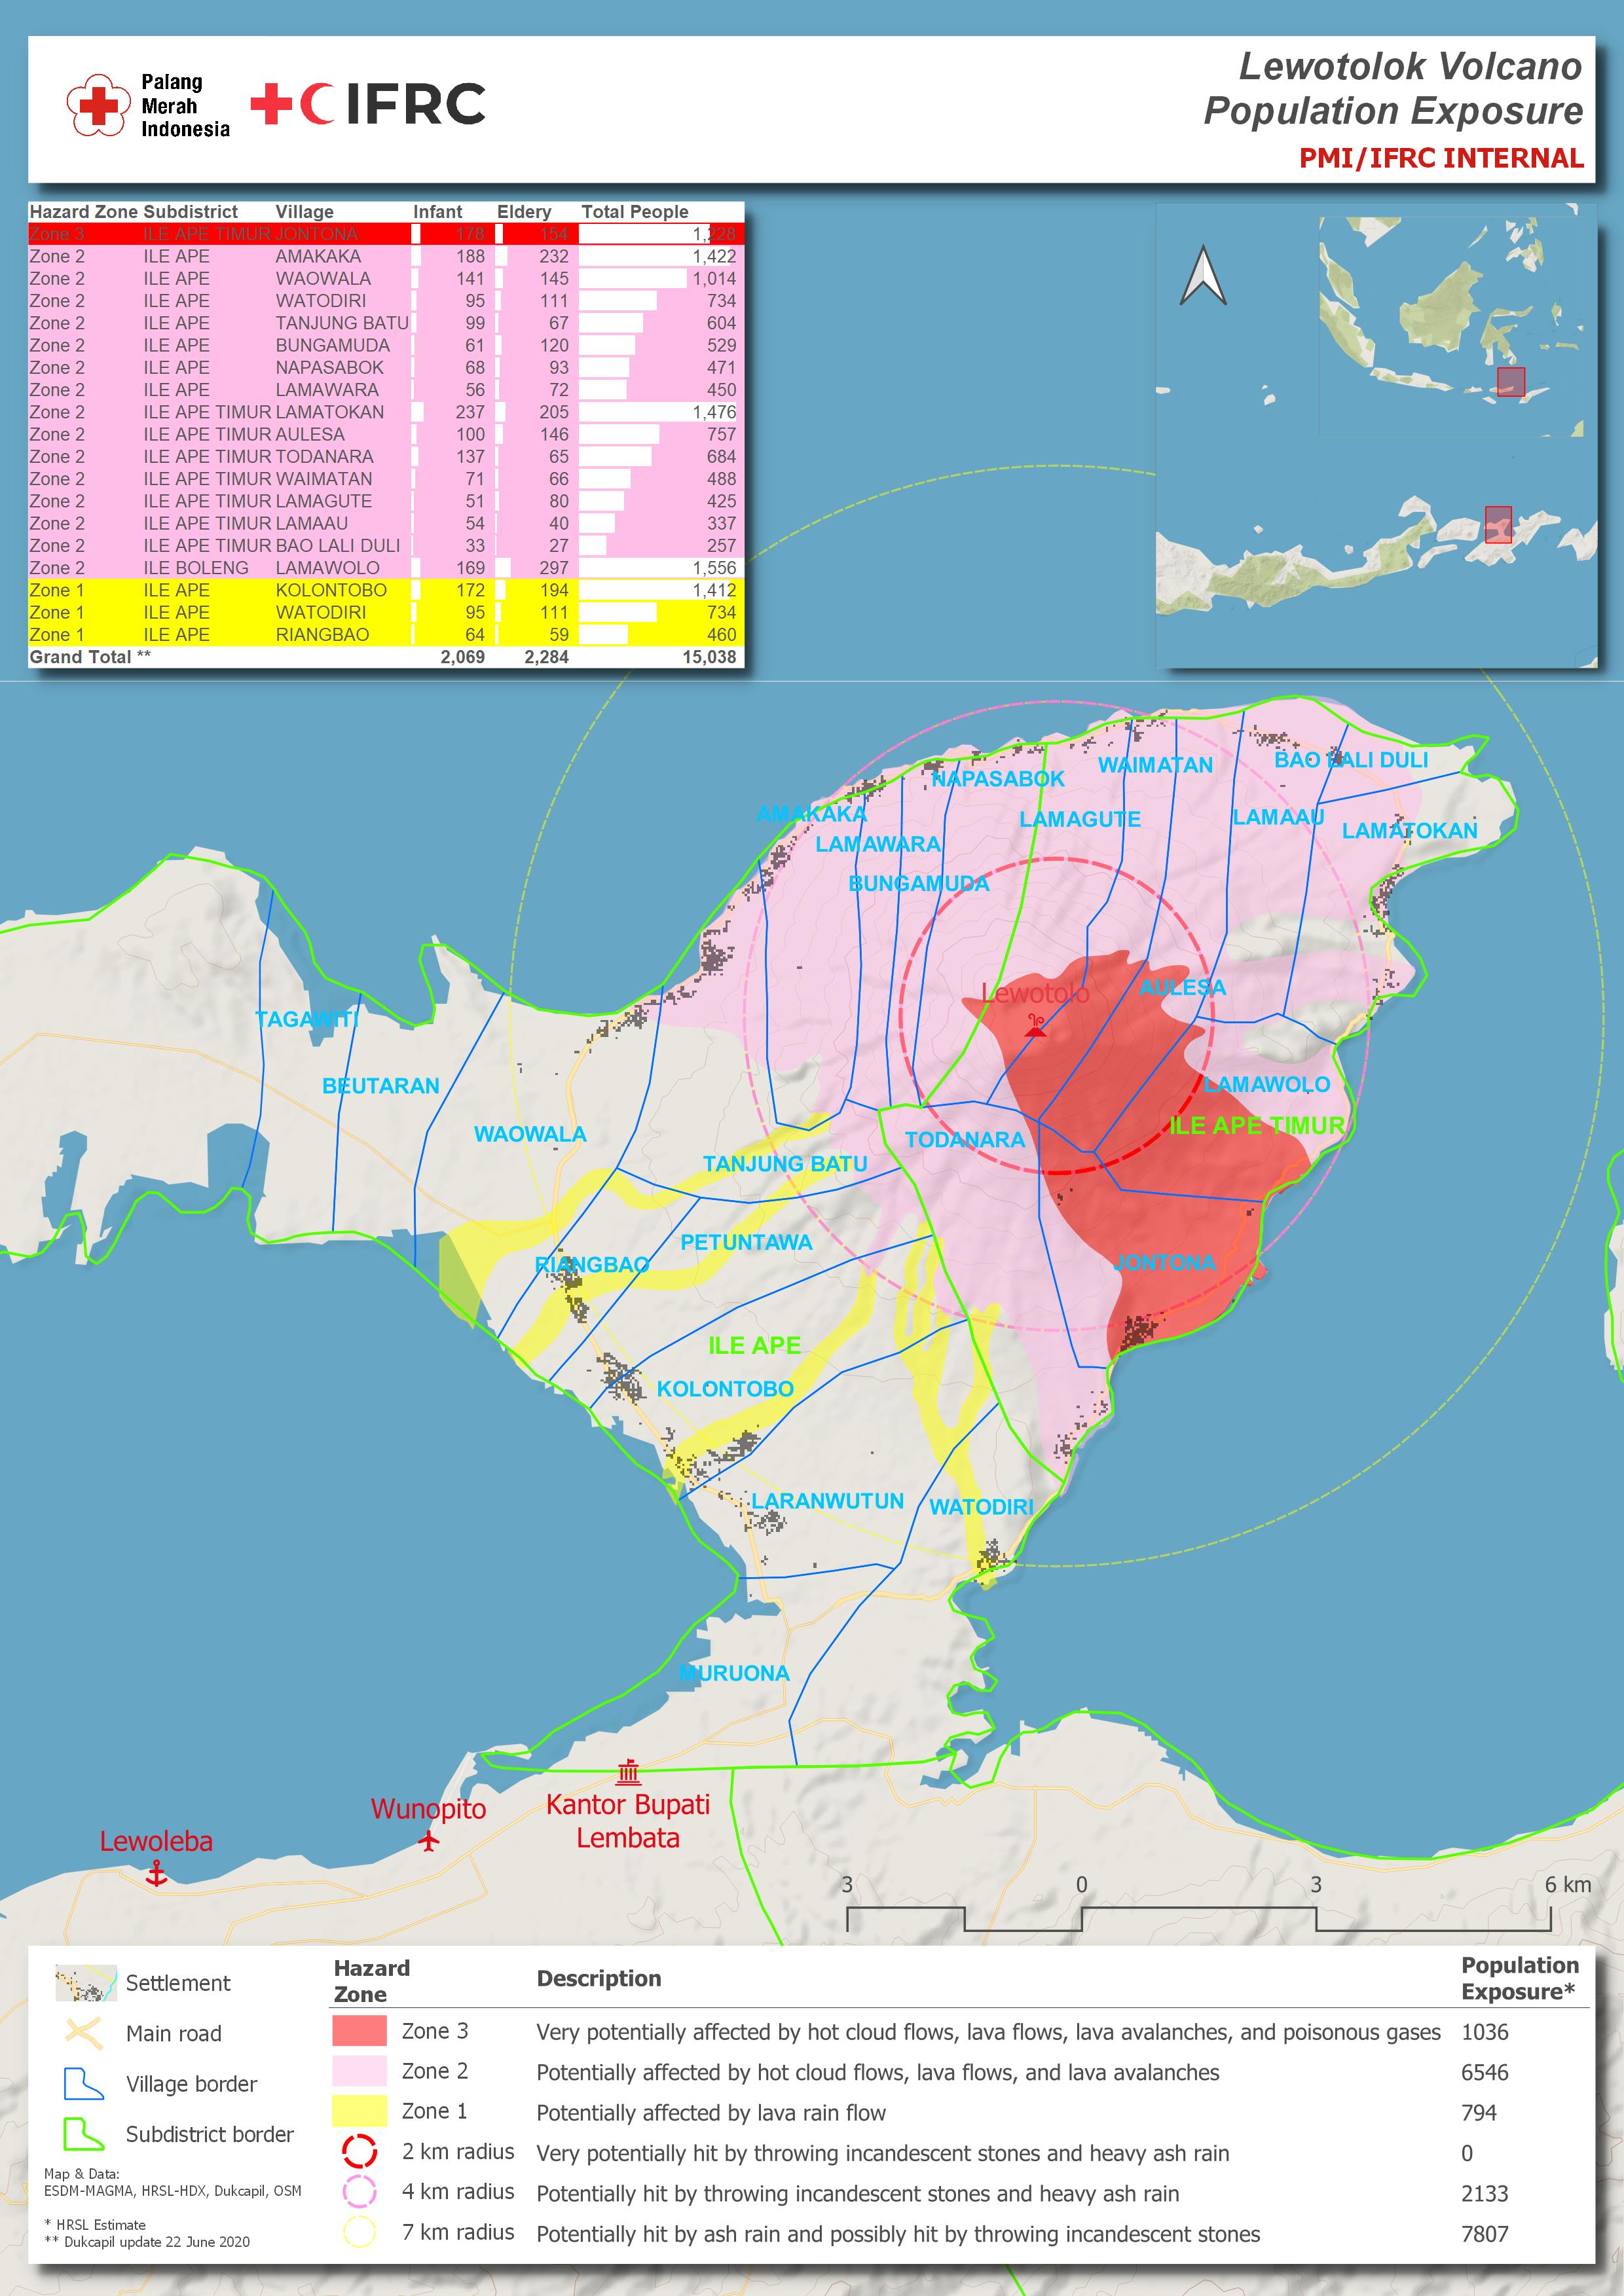 Palang
Merah
Indonesia
IFRC
Lewotolok Volcano
Population Exposure
PMI/IFRC INTERNAL
Hazard Zone Subdistrict Village Infant Eldery Total People
Zone 3 ILE APE TIMUR JONTONA 178 154 1,228
Zone 2 ILE APE AMAKAKA 188 232 1,422
Zone 2 ILE APE WAOWALA 141 145 1,014
Zone 2 ILE APE WATODIRI 95 111 734
Zone 2 ILE APE TANJUNG BATU 99 67 604
Zone 2 ILE APE BUNGAMUDA 61 120 529
Zone 2 ILE APE NAPASABOK 68 93 471
Zone 2 ILE APE LAMAWARA 56 72 450
Zone 2 ILE APE TIMUR LAMATOKAN 237 205 1,476
Zone 2 ILE APE TIMUR AULESA 100 146 757
Zone 2 ILE APE TIMUR TODANARA 137 65 684
Zone 2 ILE APE TIMUR WAIMATAN 71 66 488
Zone 2 ILE APE TIMUR LAMAGUTE 51 80 425
Zone 2 ILE APE TIMUR LAMAAU 54 40 337
Zone 2 ILE APE TIMUR BAO LALI DULI 33 27 257
Zone 2 ILE BOLENG LAMAWOLO 169 297 1,556
Zone 1 ILE APE KOLONTOBO 172 194 1,412
Zone 1 ILE APE WATODIRI 95 111 734
Zone 1 ILE APE RIANGBAO 64 59 460
Grand Total ** 2,069 2,284 15,038
NAPASABOK
WAIMATAN
BAO LALI DULI
AMAKAKA
LAMAGUTE
LAMAAU
LAMATOKAN
LAMAWARA
BUNGAMUDA
Lewotolo
AULESA
TAGAWITI
BEUTARAN
LAMAWOLO
ILE APE TIMUR
WAOWALA
TODANARA
TANJUNG BATU
PETUNTAWA
RIANGBAO
JONTONA
ILE APE
KOLONTOBO
LARANWUTUN
WATODIRI
MURUONA
Wunopito
Kantor Bupati
Lembata
Lewoleba
3 0 3 6 km
Settlement
Main road
Village border
Subdistrict border
Map & Data:
ESDM-MAGMA, HRSL-HDX, Dukcapil, OSM
* HRSL Estimate
** Dukcapil update 22 June 2020
Hazard
Zone
Description
Population
Exposure*
Zone 3 Very potentially affected by hot cloud flows, lava flows, lava avalanches, and poisonous gases 1036
Zone 2 Potentially affected by hot cloud flows, lava flows, and lava avalanches 6546
Zone 1 Potentially affected by lava rain flow 794
2 km radius Very potentially hit by throwing incandescent stones and heavy ash rain 0
4 km radius Potentially hit by throwing incandescent stones and heavy ash rain 2133
7 km radius Potentially hit by ash rain and possibly hit by throwing incandescent stones 7807